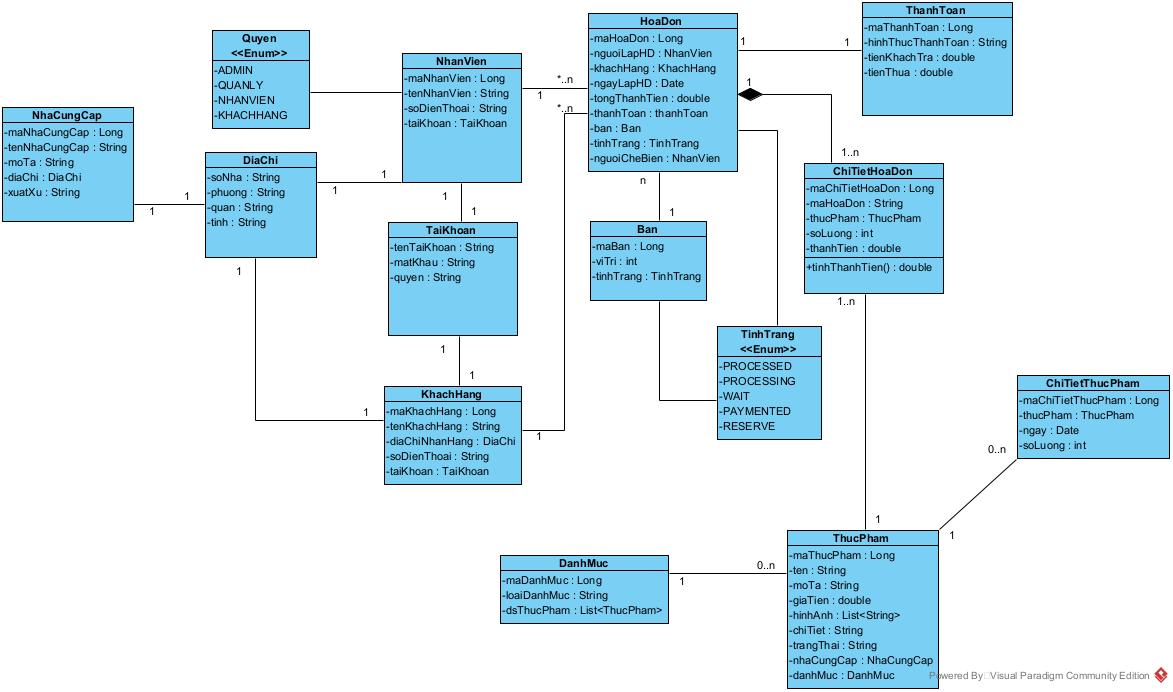 Quyen
<<Enum>>
-ADMIN
-QUANLY
-NHANVIEN
-KHACHHANG
NhanVien
-maNhanVien : Long
-tenNhanVien : String
-soDienThoai : String
-taiKhoan : TaiKhoan
*..n
1
*..n
HoaDon
-maHoaDon : Long
-nguoiLapHD : NhanVien
-khachHang : KhachHang
-ngayLapHD : Date
-tongThanhTien : double
-thanhToan : thanhToan
-ban : Ban
-tinhTrang : TinhTrang
-nguoiCheBien : NhanVien
1
1
1
ThanhToan
-maThanhToan : Long
-hinhThucThanhToan : String
-tienKhachTra : double
-tienThua : double
NhaCungCap
-maNhaCungCap : Long
-tenNhaCungCap : String
-moTa : String
-diaChi : DiaChi
-xuatXu : String
1
1
DiaChi
-soNha : String
-phuong : String
-quan : String
-tinh : String
1
1
1
1
1
1..n
ChiTietHoaDon
-maChiTietHoaDon : Long
-maHoaDon : String
-thucPham : ThucPham
-soLuong : int
-thanhTien : double
+tinhThanhTien() : double
1..n
n
1
TaiKhoan
-tenTaiKhoan : String
-matKhau : String
-quyen : String
1
1
Ban
-maBan : Long
-viTri : int
-tinhTrang : TinhTrang
TinhTrang
<<Enum>>
-PROCESSED
-PROCESSING
-WAIT
-PAYMENTED
-RESERVE
1
KhachHang
-maKhachHang : Long
-tenKhachHang : String
-diaChiNhanHang : DiaChi
-soDienThoai : String
-taiKhoan : TaiKhoan
1
ChiTietThucPham
-maChiTietThucPham : Long
-thucPham : ThucPham
-ngay : Date
-soLuong : int
0..n
1
1
DanhMuc
-maDanhMuc : Long
-loaiDanhMuc : String
-dsThucPham : List<ThucPham>
1
0..n
ThucPham
-maThucPham : Long
-ten : String
-moTa : String
-giaTien : double
-hinhAnh : List<String>
-chiTiet : String
-trangThai : String
-nhaCungCap : NhaCungCap
-danhMuc : DanhMuc
Powered By Visual Paradigm Community Edition